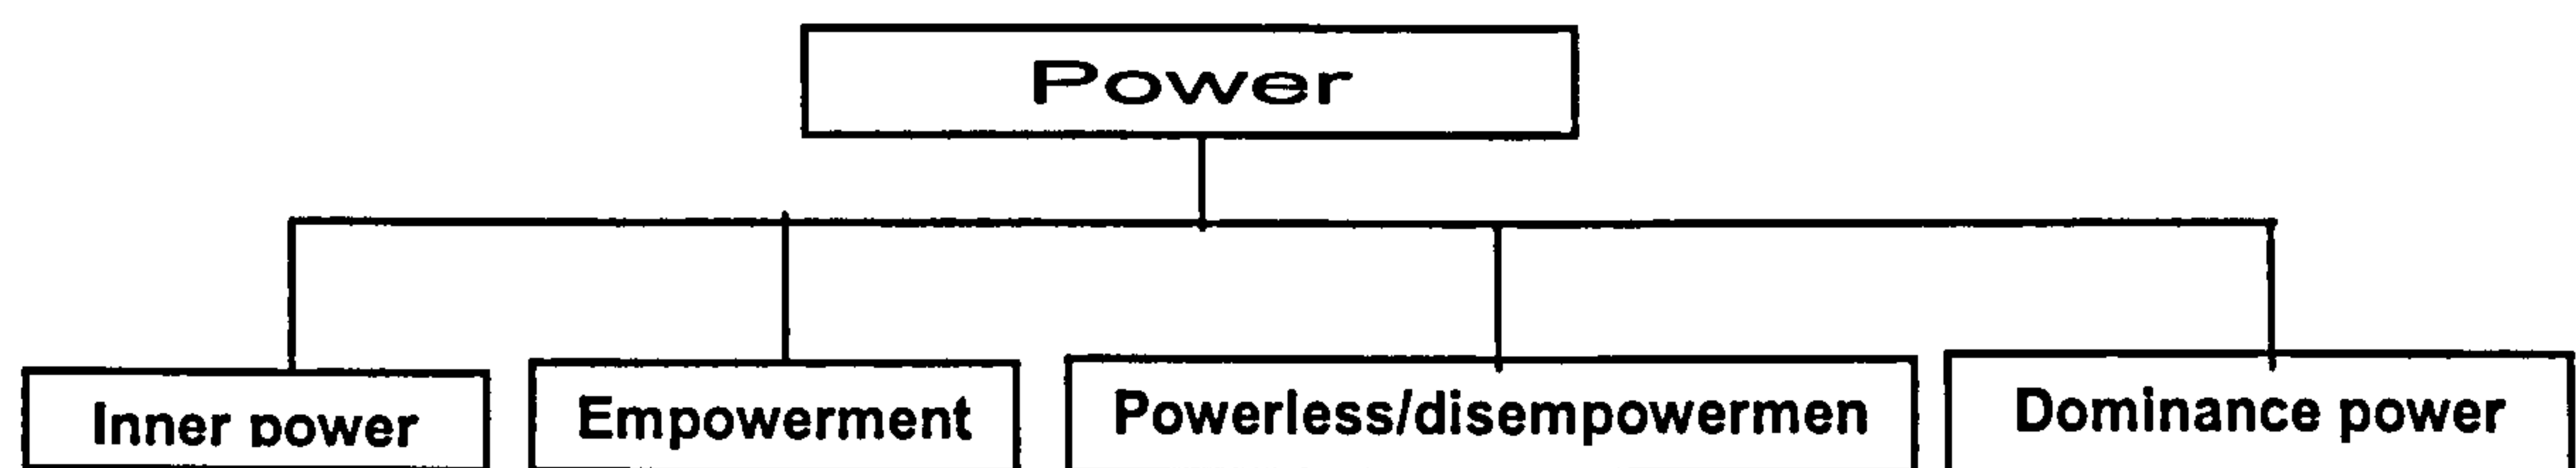 Power
Inner power
Empowerment
Powerless/disempowermen
Dominance power